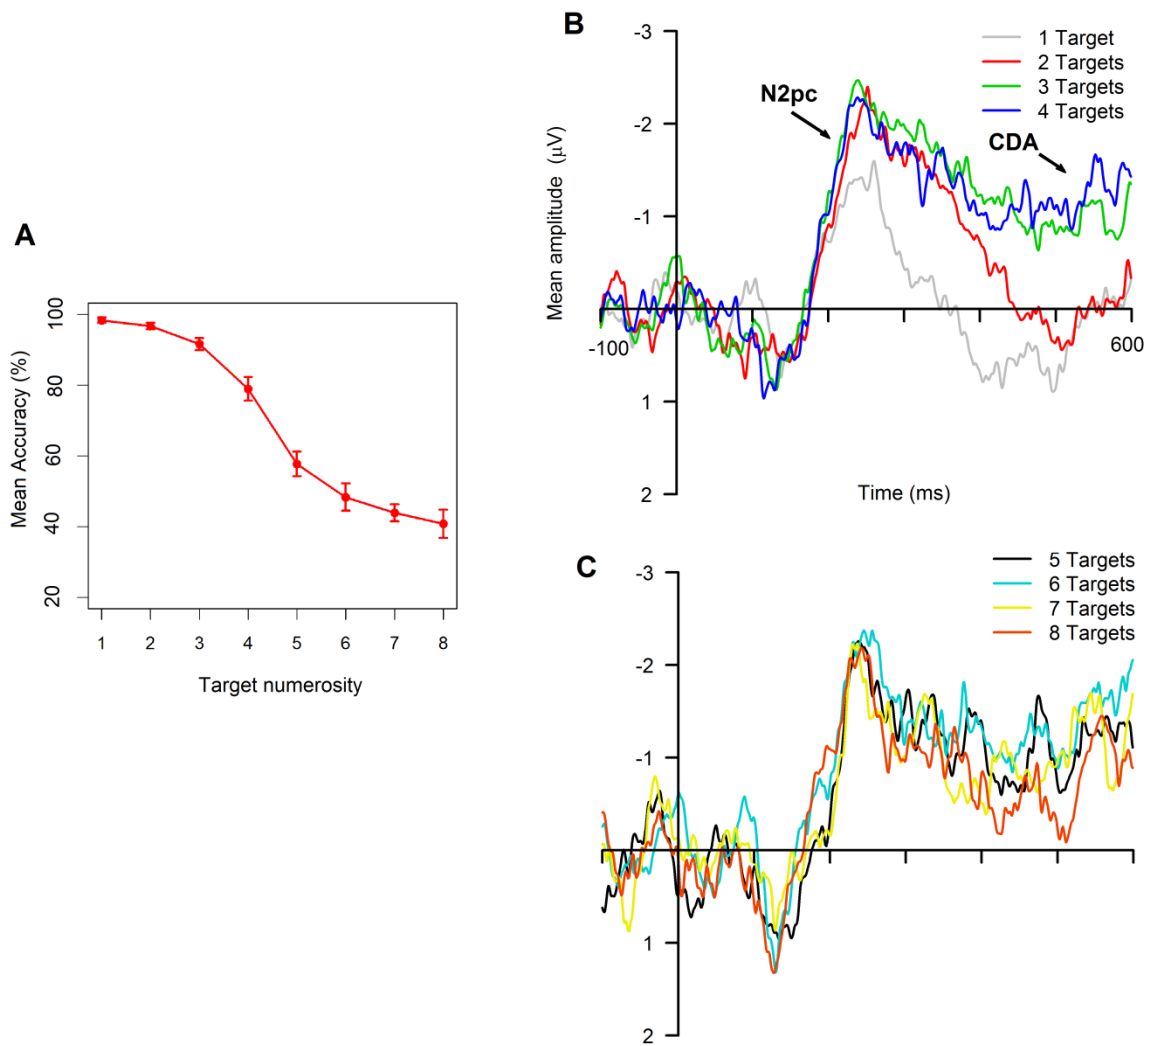 A
Mean Accuracy (%)
100
80
60
40
20
1 2 3 4 5 6 7 8
Target numerosity
B
Mean amplitude (μV)
-3
-2
-1
1
2
-100
600
Time (ms)
N2pc
CDA
1 Target
2 Targets
3 Targets
4 Targets
C
-3
-2
-1
1
2
5 Targets
6 Targets
7 Targets
8 Targets